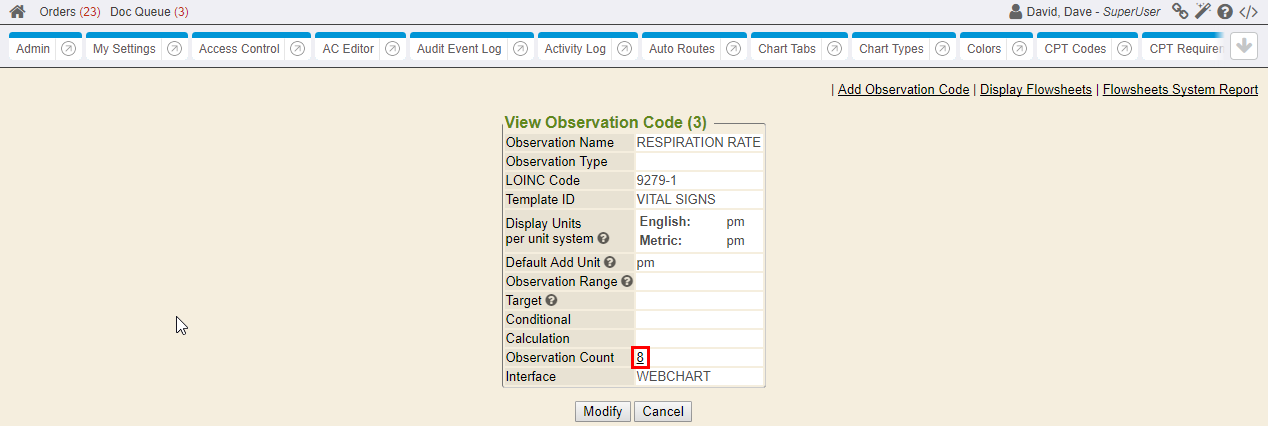 Orders (23) Doc Queue (3) David, Dave - SuperUser
Admin My Settings Access Control AC Editor Audit Event Log Activity Log Auto Routes Chart Tabs Chart Types Colors CPT Codes CPT Requirer
| Add Observation Code | Display Flowsheets | Flowsheets System Report
View Observation Code (3)
Observation Name RESPIRATION RATE
Observation Type
LOINC Code 9279-1
Template ID VITAL SIGNS
Display Units English: pm
per unit system Metric: pm
Default Add Unit pm
Observation Range
Target
Conditional
Calculation
Observation Count 8
Interface WEBCHART
Modify Cancel